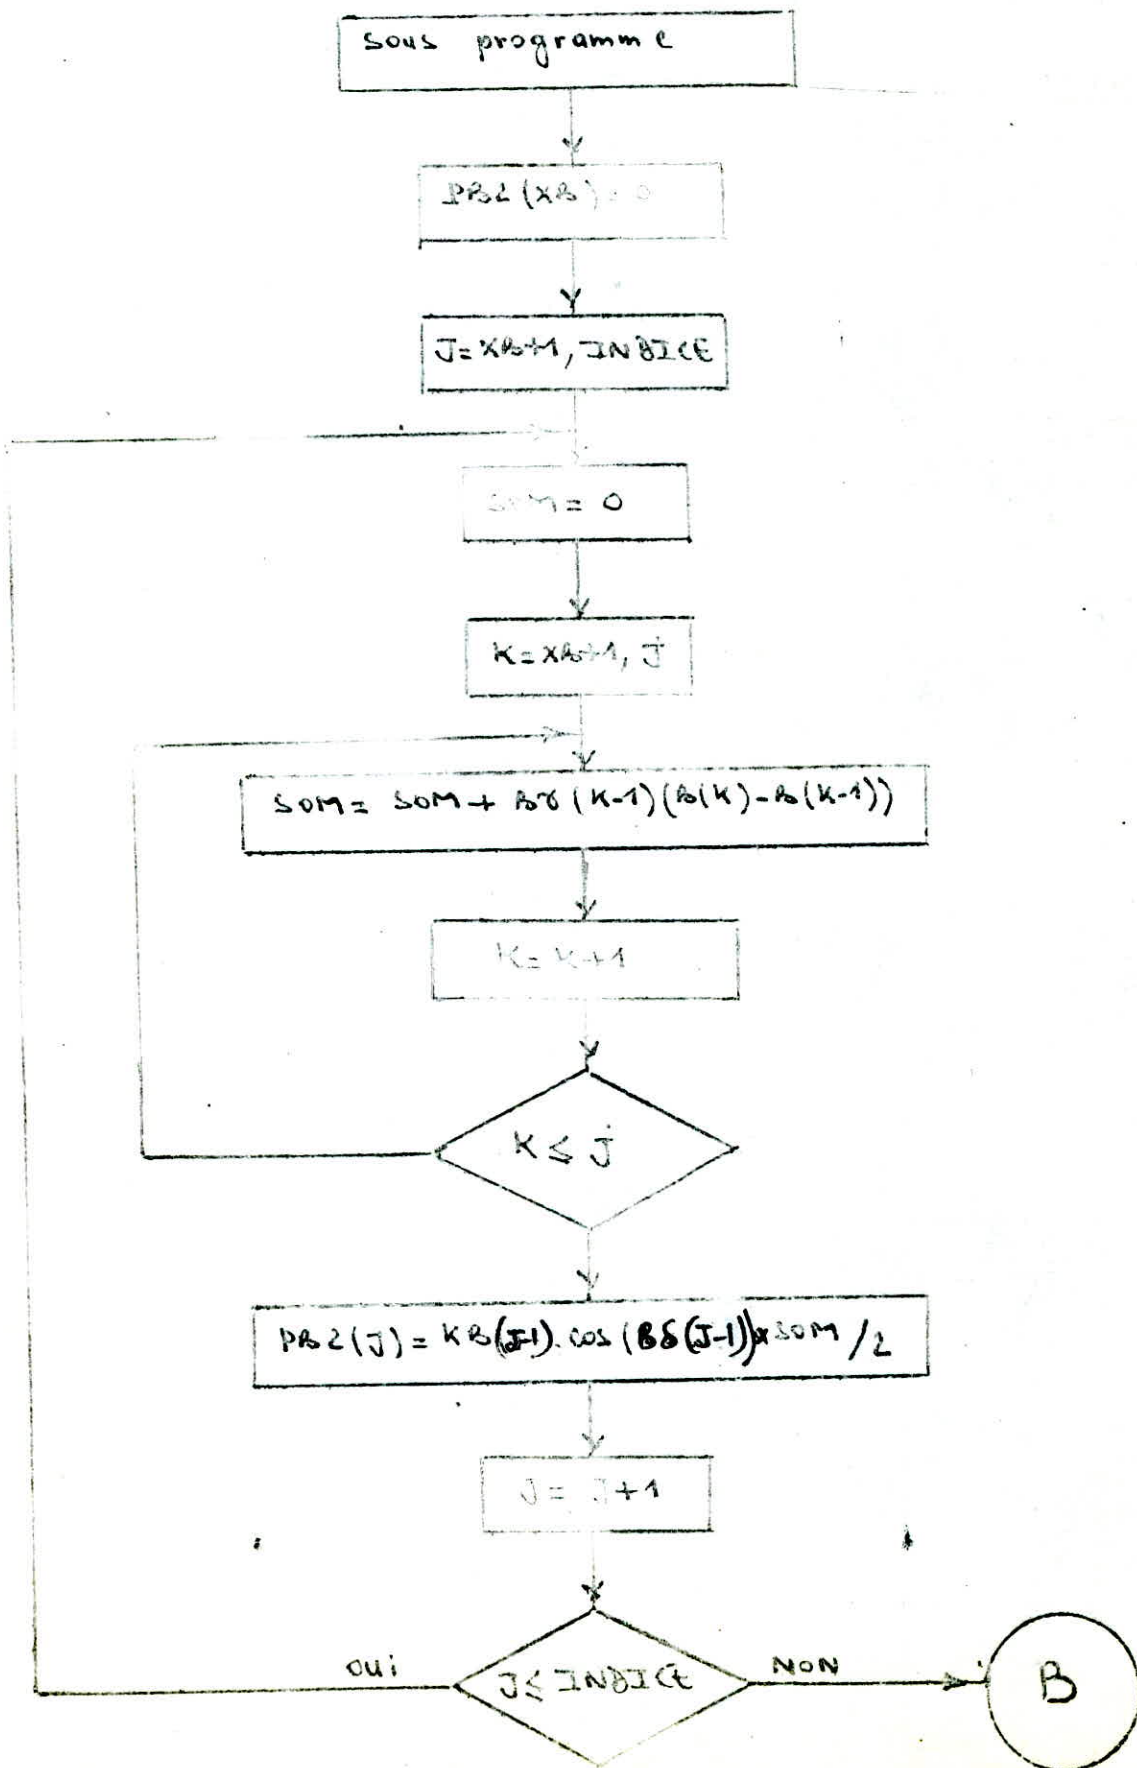 sous programme
PB2(XB)=0
J=XB+1, INDICE
SOM = 0
K=XB+1, J
SOM = SOM + Bγ(K-1)(B(K)-B(K-1))
K=K+1
K ≤ J
PB2(J) = KB(J-1).cos(Bδ(J-1))*SOM/2
J = J+1
oui
J ≤ INDICE
NON
B